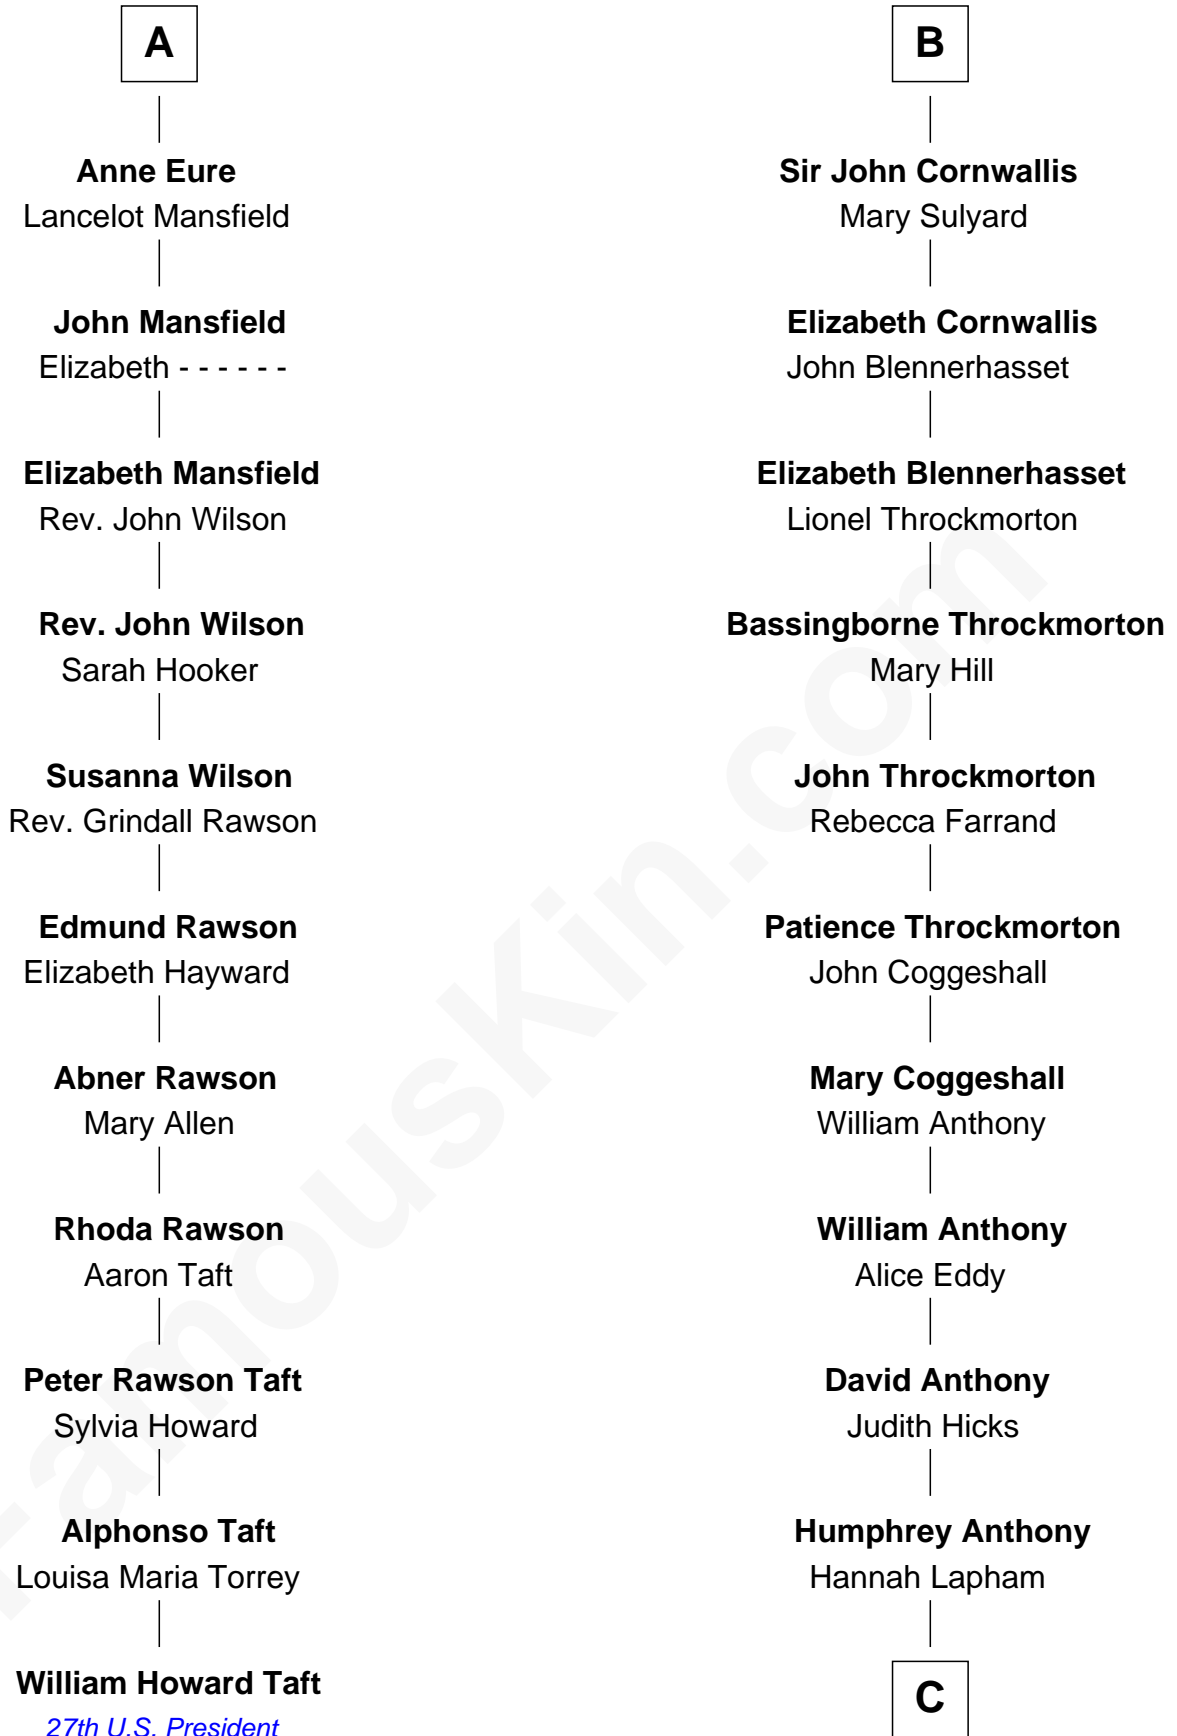 A
Anne Eure
Lancelot Mansfield
John Mansfield
Elizabeth - - - - - -
Elizabeth Mansfield
Rev. John Wilson
Rev. John Wilson
Sarah Hooker
Susanna Wilson
Rev. Grindall Rawson
Edmund Rawson
Elizabeth Hayward
Abner Rawson
Mary Allen
Rhoda Rawson
Aaron Taft
Peter Rawson Taft
Sylvia Howard
Alphonso Taft
Louisa Maria Torrey
William Howard Taft
27th U.S. President
B
Sir John Cornwallis
Mary Sulyard
Elizabeth Cornwallis
John Blennerhasset
Elizabeth Blennerhasset
Lionel Throckmorton
Bassingborne Throckmorton
Mary Hill
John Throckmorton
Rebecca Farrand
Patience Throckmorton
John Coggeshall
Mary Coggeshall
William Anthony
William Anthony
Alice Eddy
David Anthony
Judith Hicks
Humphrey Anthony
Hannah Lapham
C
FamousKin.com